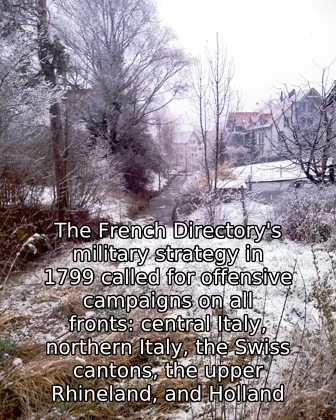 The French Directory's
military strategy in
1799 called for offensive
campaigns on all
fronts: central Italy,
northern Italy, the Swiss
cantons, the upper
Rhineland, and Holland